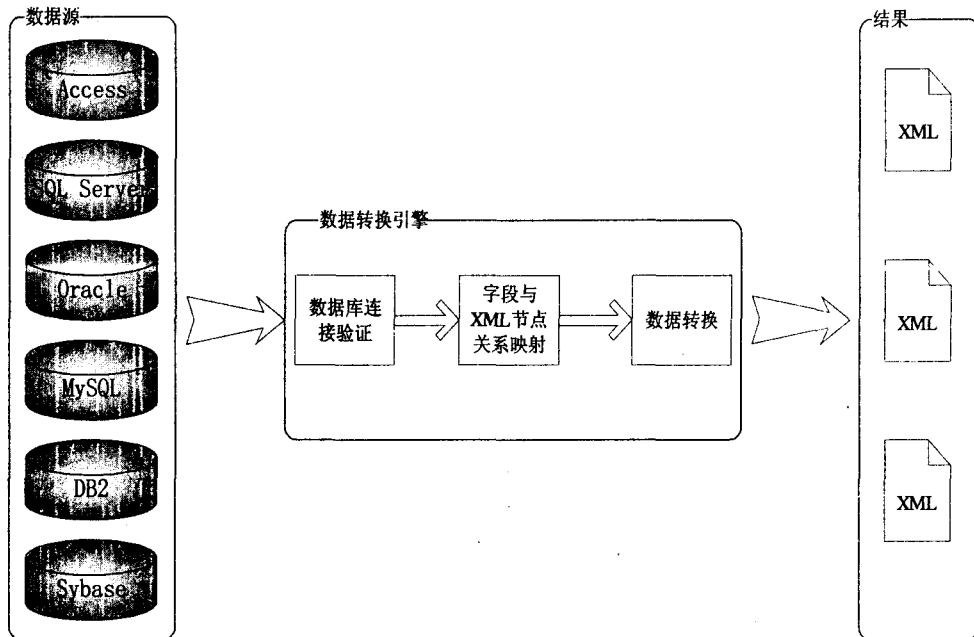 数据源
Access
SQL Server
Oracle
MySQL
DB2
Sybase
数据转换引擎
数据库连
接验证
字段与
XML节点
关系映射
数据转换
结果
XML
XML
XML